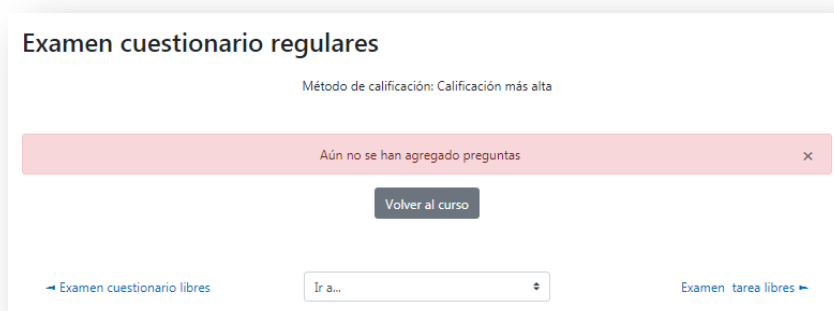 Examen cuestionario regulares
Método de calificación: Calificación más alta
Aún no se han agregado preguntas ×
Volver al curso
◄ Examen cuestionario libres
Ir a...
Examen tarea libres ►